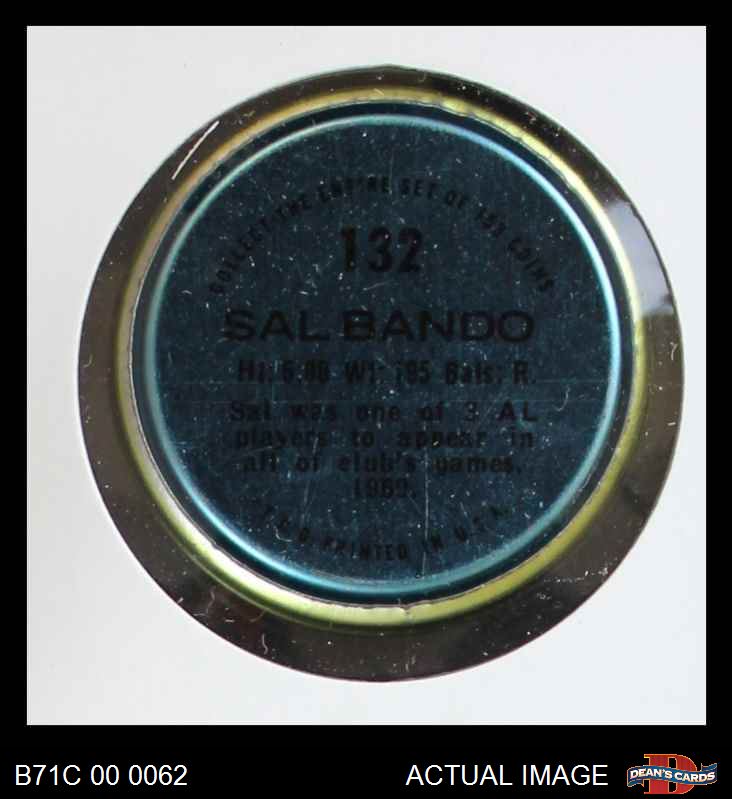 COLLECT THE ENTIRE SET OF 153 COINS
132
SAL BANDO
Ht: 6.00 Wt: 195 Bats: R.
Sal was one of 3 AL
players to appear in
all of club's games,
1969.
T.C.G. PRINTED IN U.S.A.
B71C 00 0062
ACTUAL IMAGE
DEAN'S CARDS